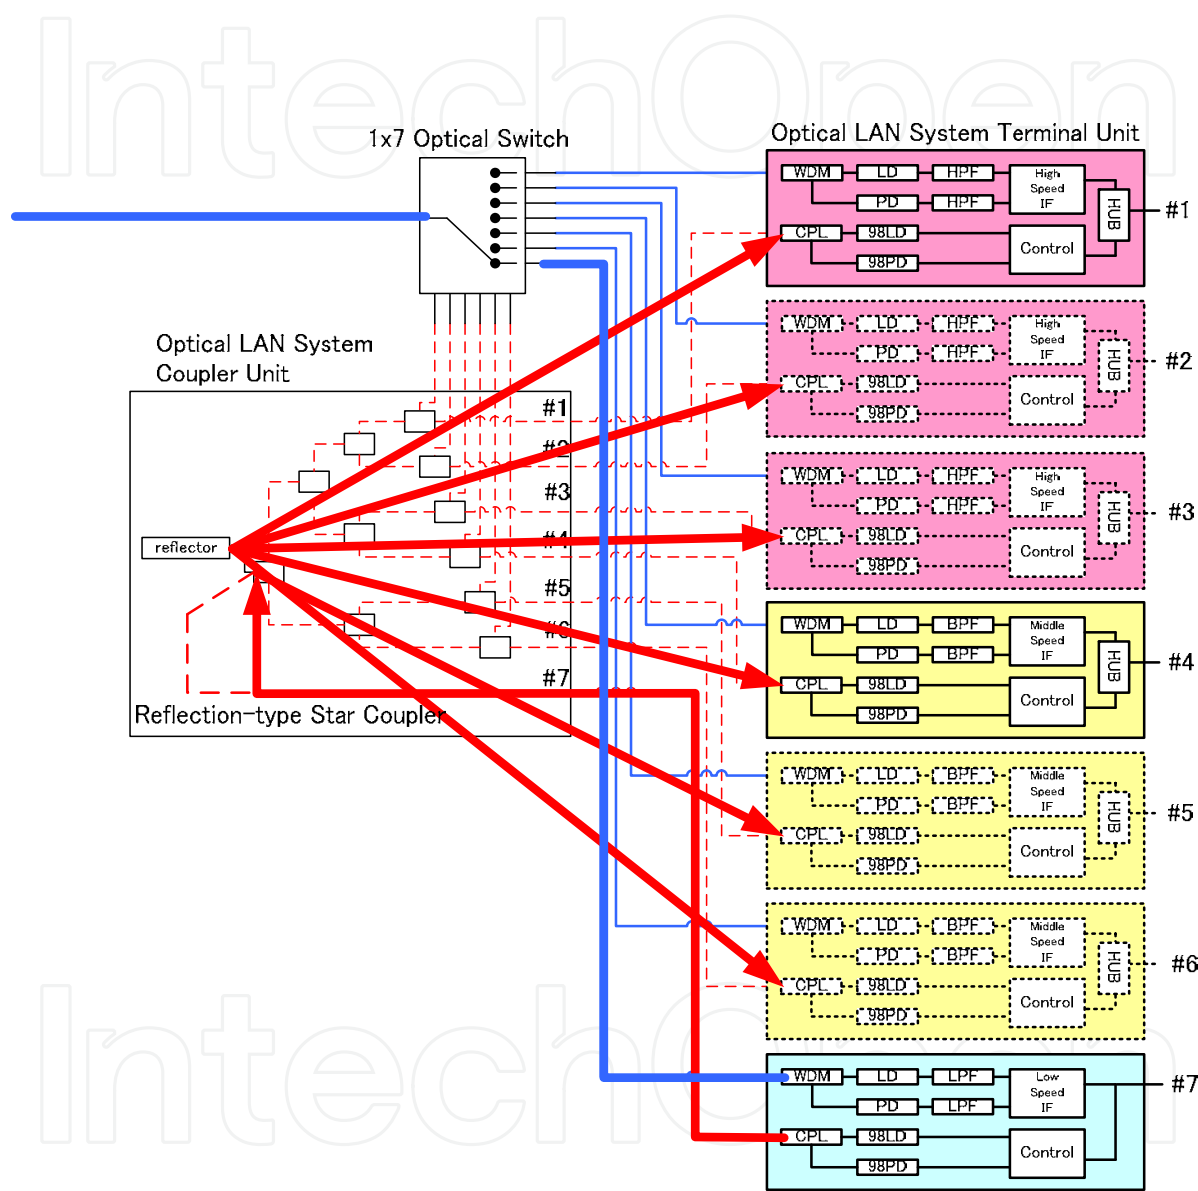 IntechOpen
1x7 Optical Switch
Optical LAN System Terminal Unit
WDM LD HPF High
Speed
IF
PD HPF
HUB
#1
CPL 98LD
Control
98PD
WDM LD HPF High
Speed
IF
PD HPF
HUB
#2
CPL 98LD
Control
98PD
WDM LD HPF High
Speed
IF
PD HPF
HUB
#3
CPL 98LD
Control
98PD
WDM LD BPF Middle
Speed
IF
PD BPF
HUB
#4
CPL 98LD
Control
98PD
WDM LD BPF Middle
Speed
IF
PD BPF
HUB
#5
CPL 98LD
Control
98PD
WDM LD BPF Middle
Speed
IF
PD BPF
HUB
#6
CPL 98LD
Control
98PD
WDM LD LPF Low
Speed
IF
PD LPF
#7
CPL 98LD
Control
98PD
Optical LAN System
Coupler Unit
#1
#2
#3
#4
#5
#6
#7
reflector
Reflection-type Star Coupler
IntechOpen